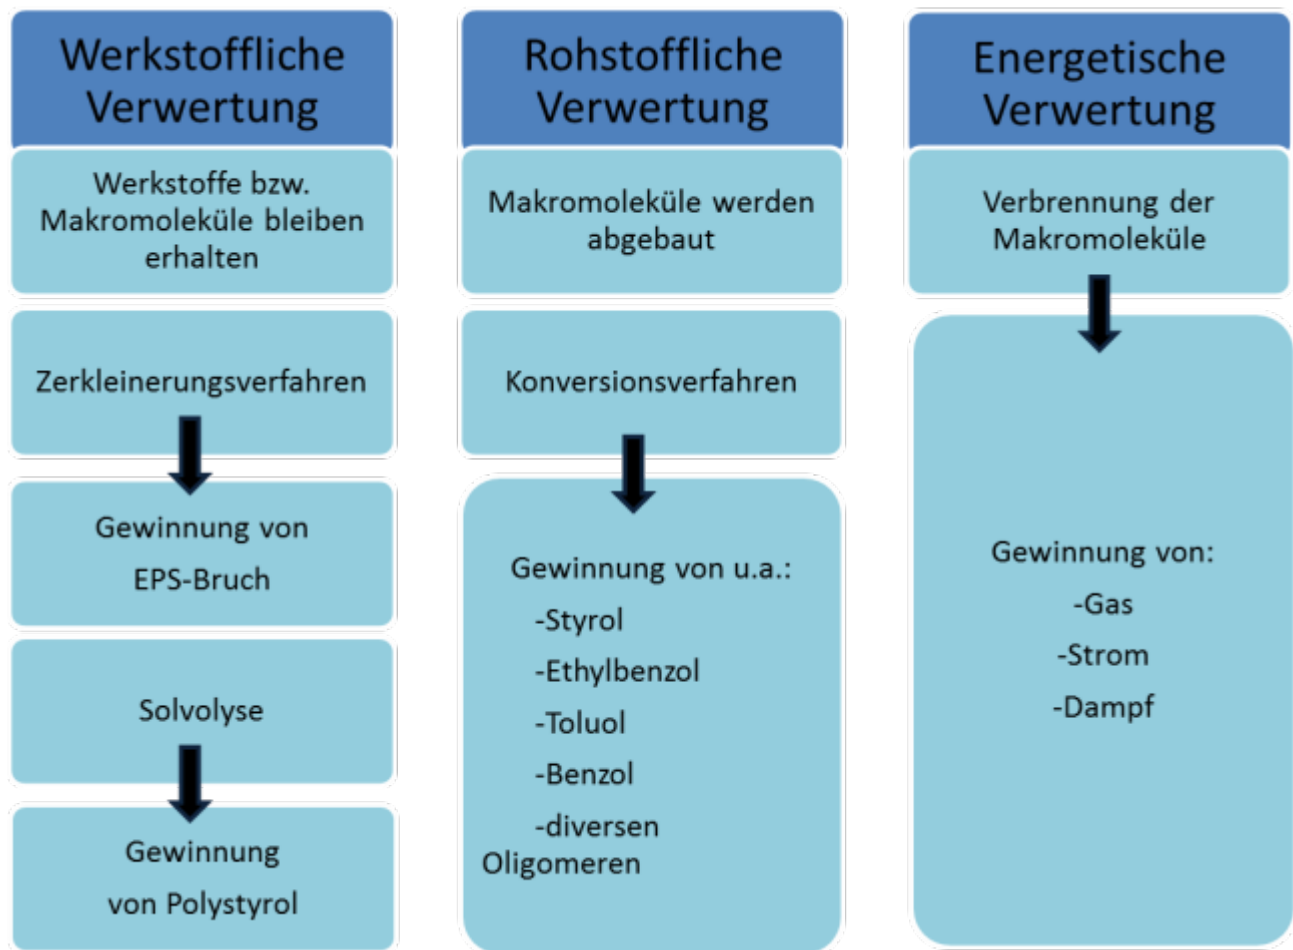 Werkstoffliche
Verwertung
Werkstoffe bzw.
Makromoleküle bleiben
erhalten
Zerkleinerungsverfahren
Gewinnung von
EPS-Bruch
Solvolyse
Gewinnung
von Polystyrol
Rohstoffliche
Verwertung
Makromoleküle werden
abgebaut
Konversionsverfahren
Gewinnung von u.a.:
-Styrol
-Ethylbenzol
-Toluol
-Benzol
-diversen
Oligomeren
Energetische
Verwertung
Verbrennung der
Makromoleküle
Gewinnung von:
-Gas
-Strom
-Dampf